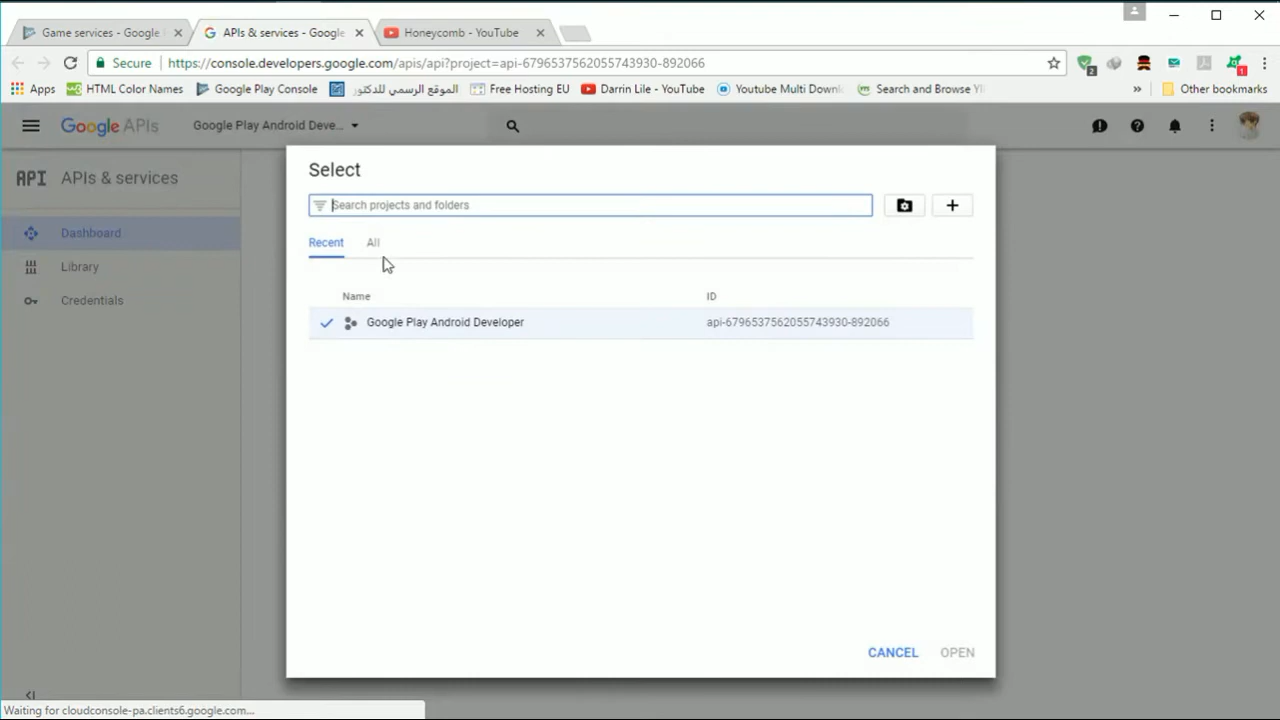 Game services - Google
APIs & services - Google
Honeycomb - YouTube
Secure
https://console.developers.google.com/apis/api?project=api-6796537562055743930-892066
Apps
HTML Color Names
Google Play Console
الموقع الرسمي للدكتور
Free Hosting EU
Darrin Lile - YouTube
Youtube Multi Downl
Search and Browse YI
»
Other bookmarks
Google APIs
Google Play Android Deve...
API APIs & services
Dashboard
Library
Credentials
Select
Search projects and folders
Recent
All
Name
ID
Google Play Android Developer
api-6796537562055743930-892066
CANCEL
OPEN
Waiting for cloudconsole-pa.clients6.google.com...
2
1